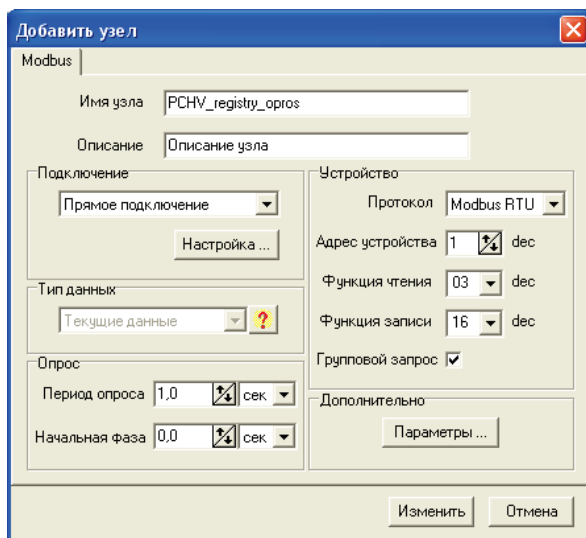 Добавить узел
Modbus
Имя узла PCHV_registry_opros
Описание Описание узла
Подключение
Прямое подключение
Настройка ...
Тип данных
Текущие данные ?
Опрос
Период опроса 1,0 сек
Начальная фаза 0,0 сек
Устройство
Протокол Modbus RTU
Адрес устройства 1 dec
Функция чтения 03 dec
Функция записи 16 dec
Групповой запрос
Дополнительно
Параметры ...
Изменить Отмена